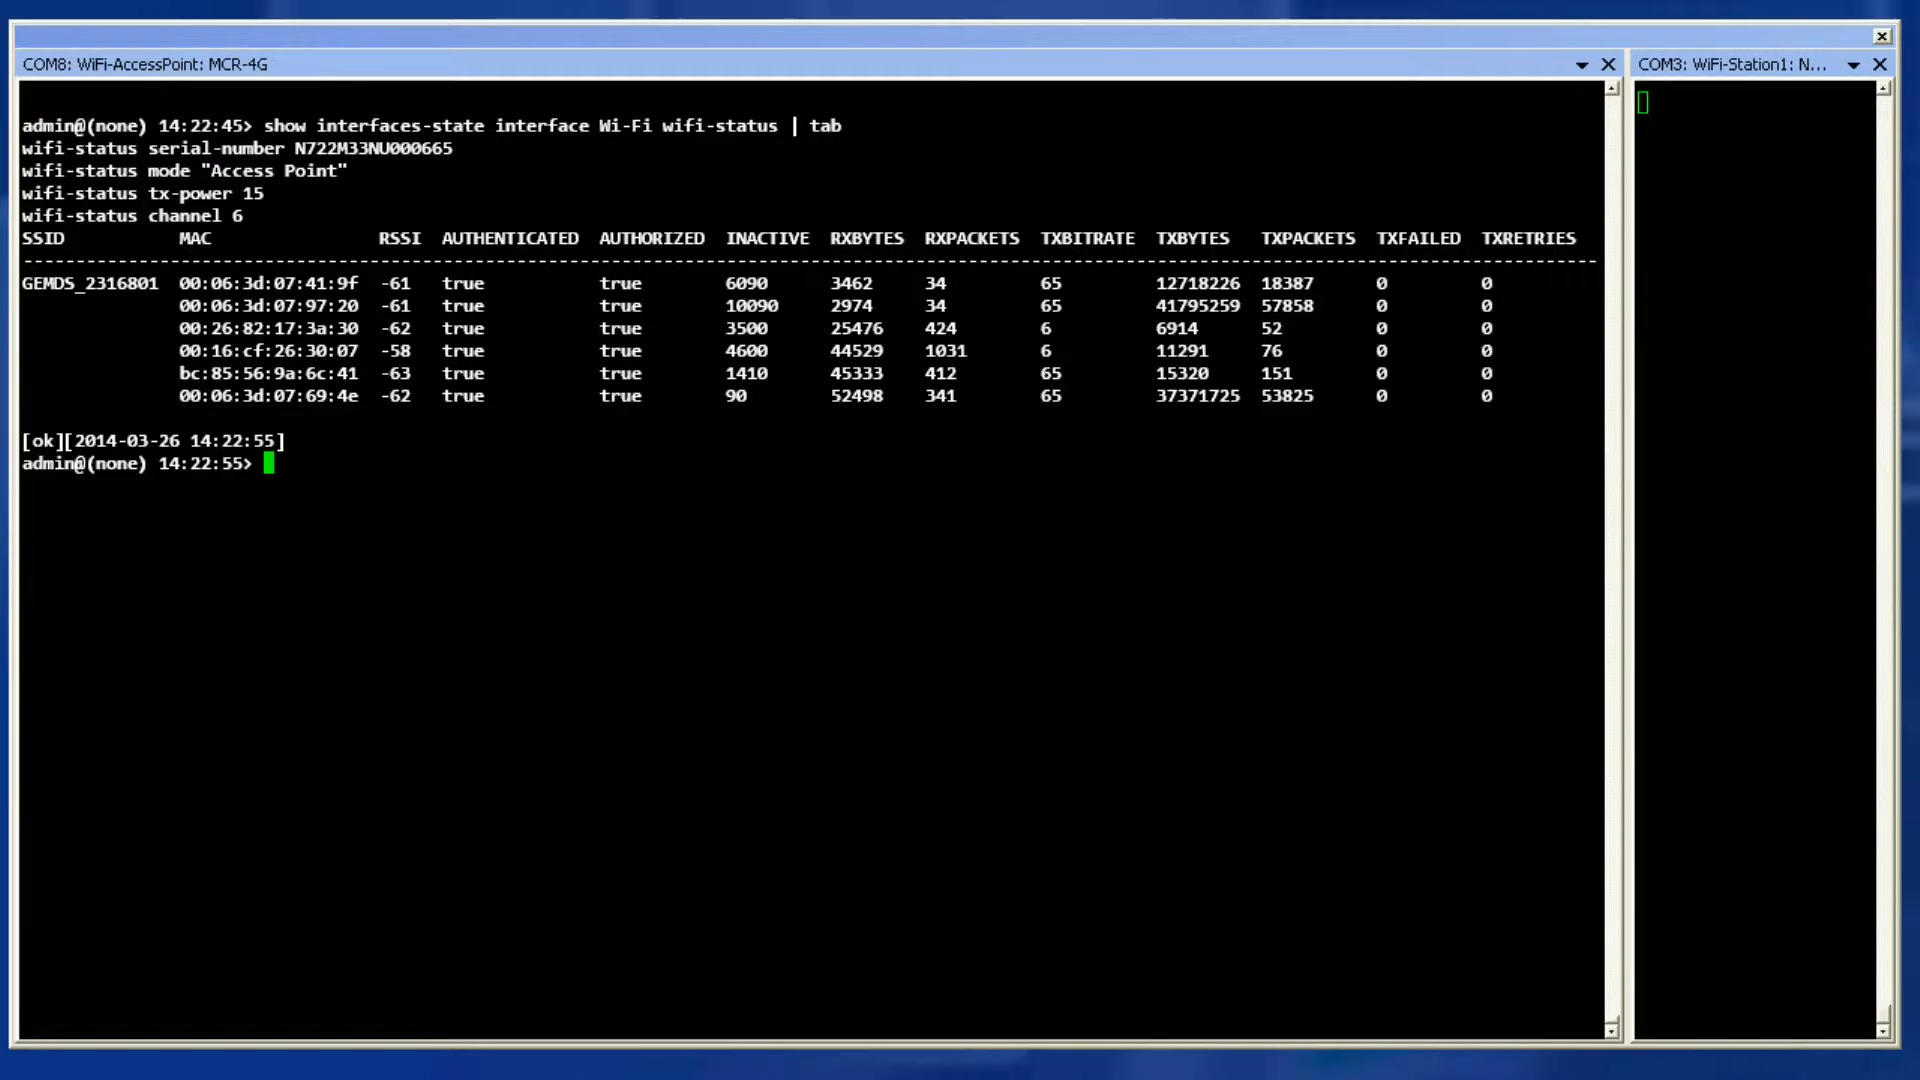 COM8: WiFi-AccessPoint: MCR-4G
COM3: WiFi-Station1: N...
admin@(none) 14:22:45> show interfaces-state interface Wi-Fi wifi-status | tab
wifi-status serial-number N722M33NU000665
wifi-status mode "Access Point"
wifi-status tx-power 15
wifi-status channel 6
SSID MAC RSSI AUTHENTICATED AUTHORIZED INACTIVE RXBYTES RXPACKETS TXBITRATE TXBYTES TXPACKETS TXFAILED TXRETRIES
------------------------------------------------------------------------------------------------------------------------------------------------------
GEMDS_2316801 00:06:3d:07:41:9f -61 true true 6090 3462 34 65 12718226 18387 0 0
00:06:3d:07:97:20 -61 true true 10090 2974 34 65 41795259 57858 0 0
00:26:82:17:3a:30 -62 true true 3500 25476 424 6 6914 52 0 0
00:16:cf:26:30:07 -58 true true 4600 44529 1031 6 11291 76 0 0
bc:85:56:9a:6c:41 -63 true true 1410 45333 412 65 15320 151 0 0
00:06:3d:07:69:4e -62 true true 90 52498 341 65 37371725 53825 0 0
[ok][2014-03-26 14:22:55]
admin@(none) 14:22:55>